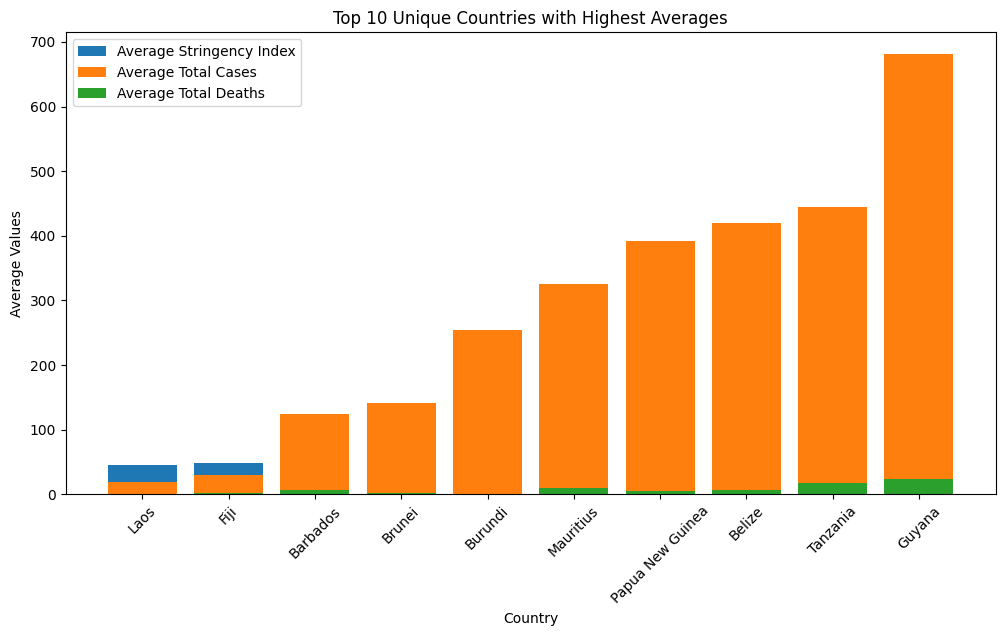 Top 10 Unique Countries with Highest Averages
Average Stringency Index
Average Total Cases
Average Total Deaths
Average Values
700
600
500
400
300
200
100
0
Laos
Fiji
Barbados
Brunei
Burundi
Mauritius
Papua New Guinea
Belize
Tanzania
Guyana
Country